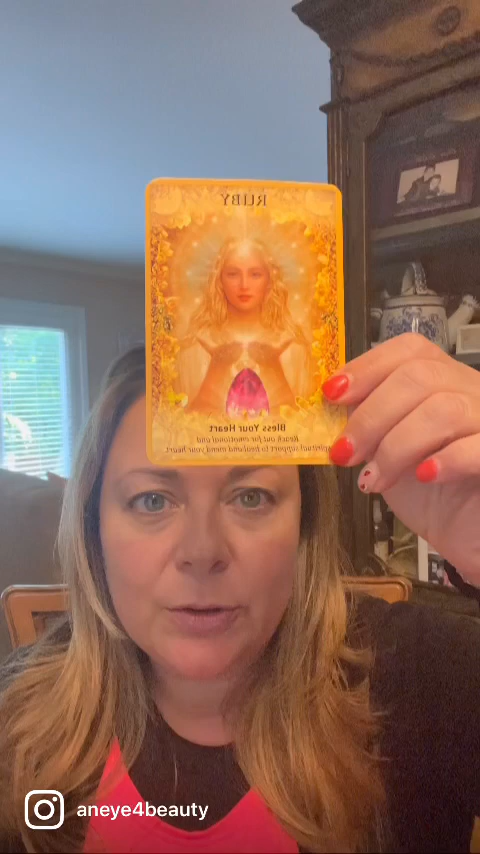 RUBY
Bless Your Heart
Reach out for emotional and
spiritual support to heal and mend your heart.
aneye4beauty